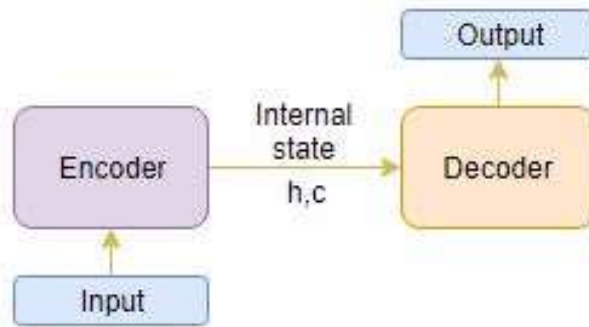 Output
Internal
state
Encoder
Decoder
h,c
Input